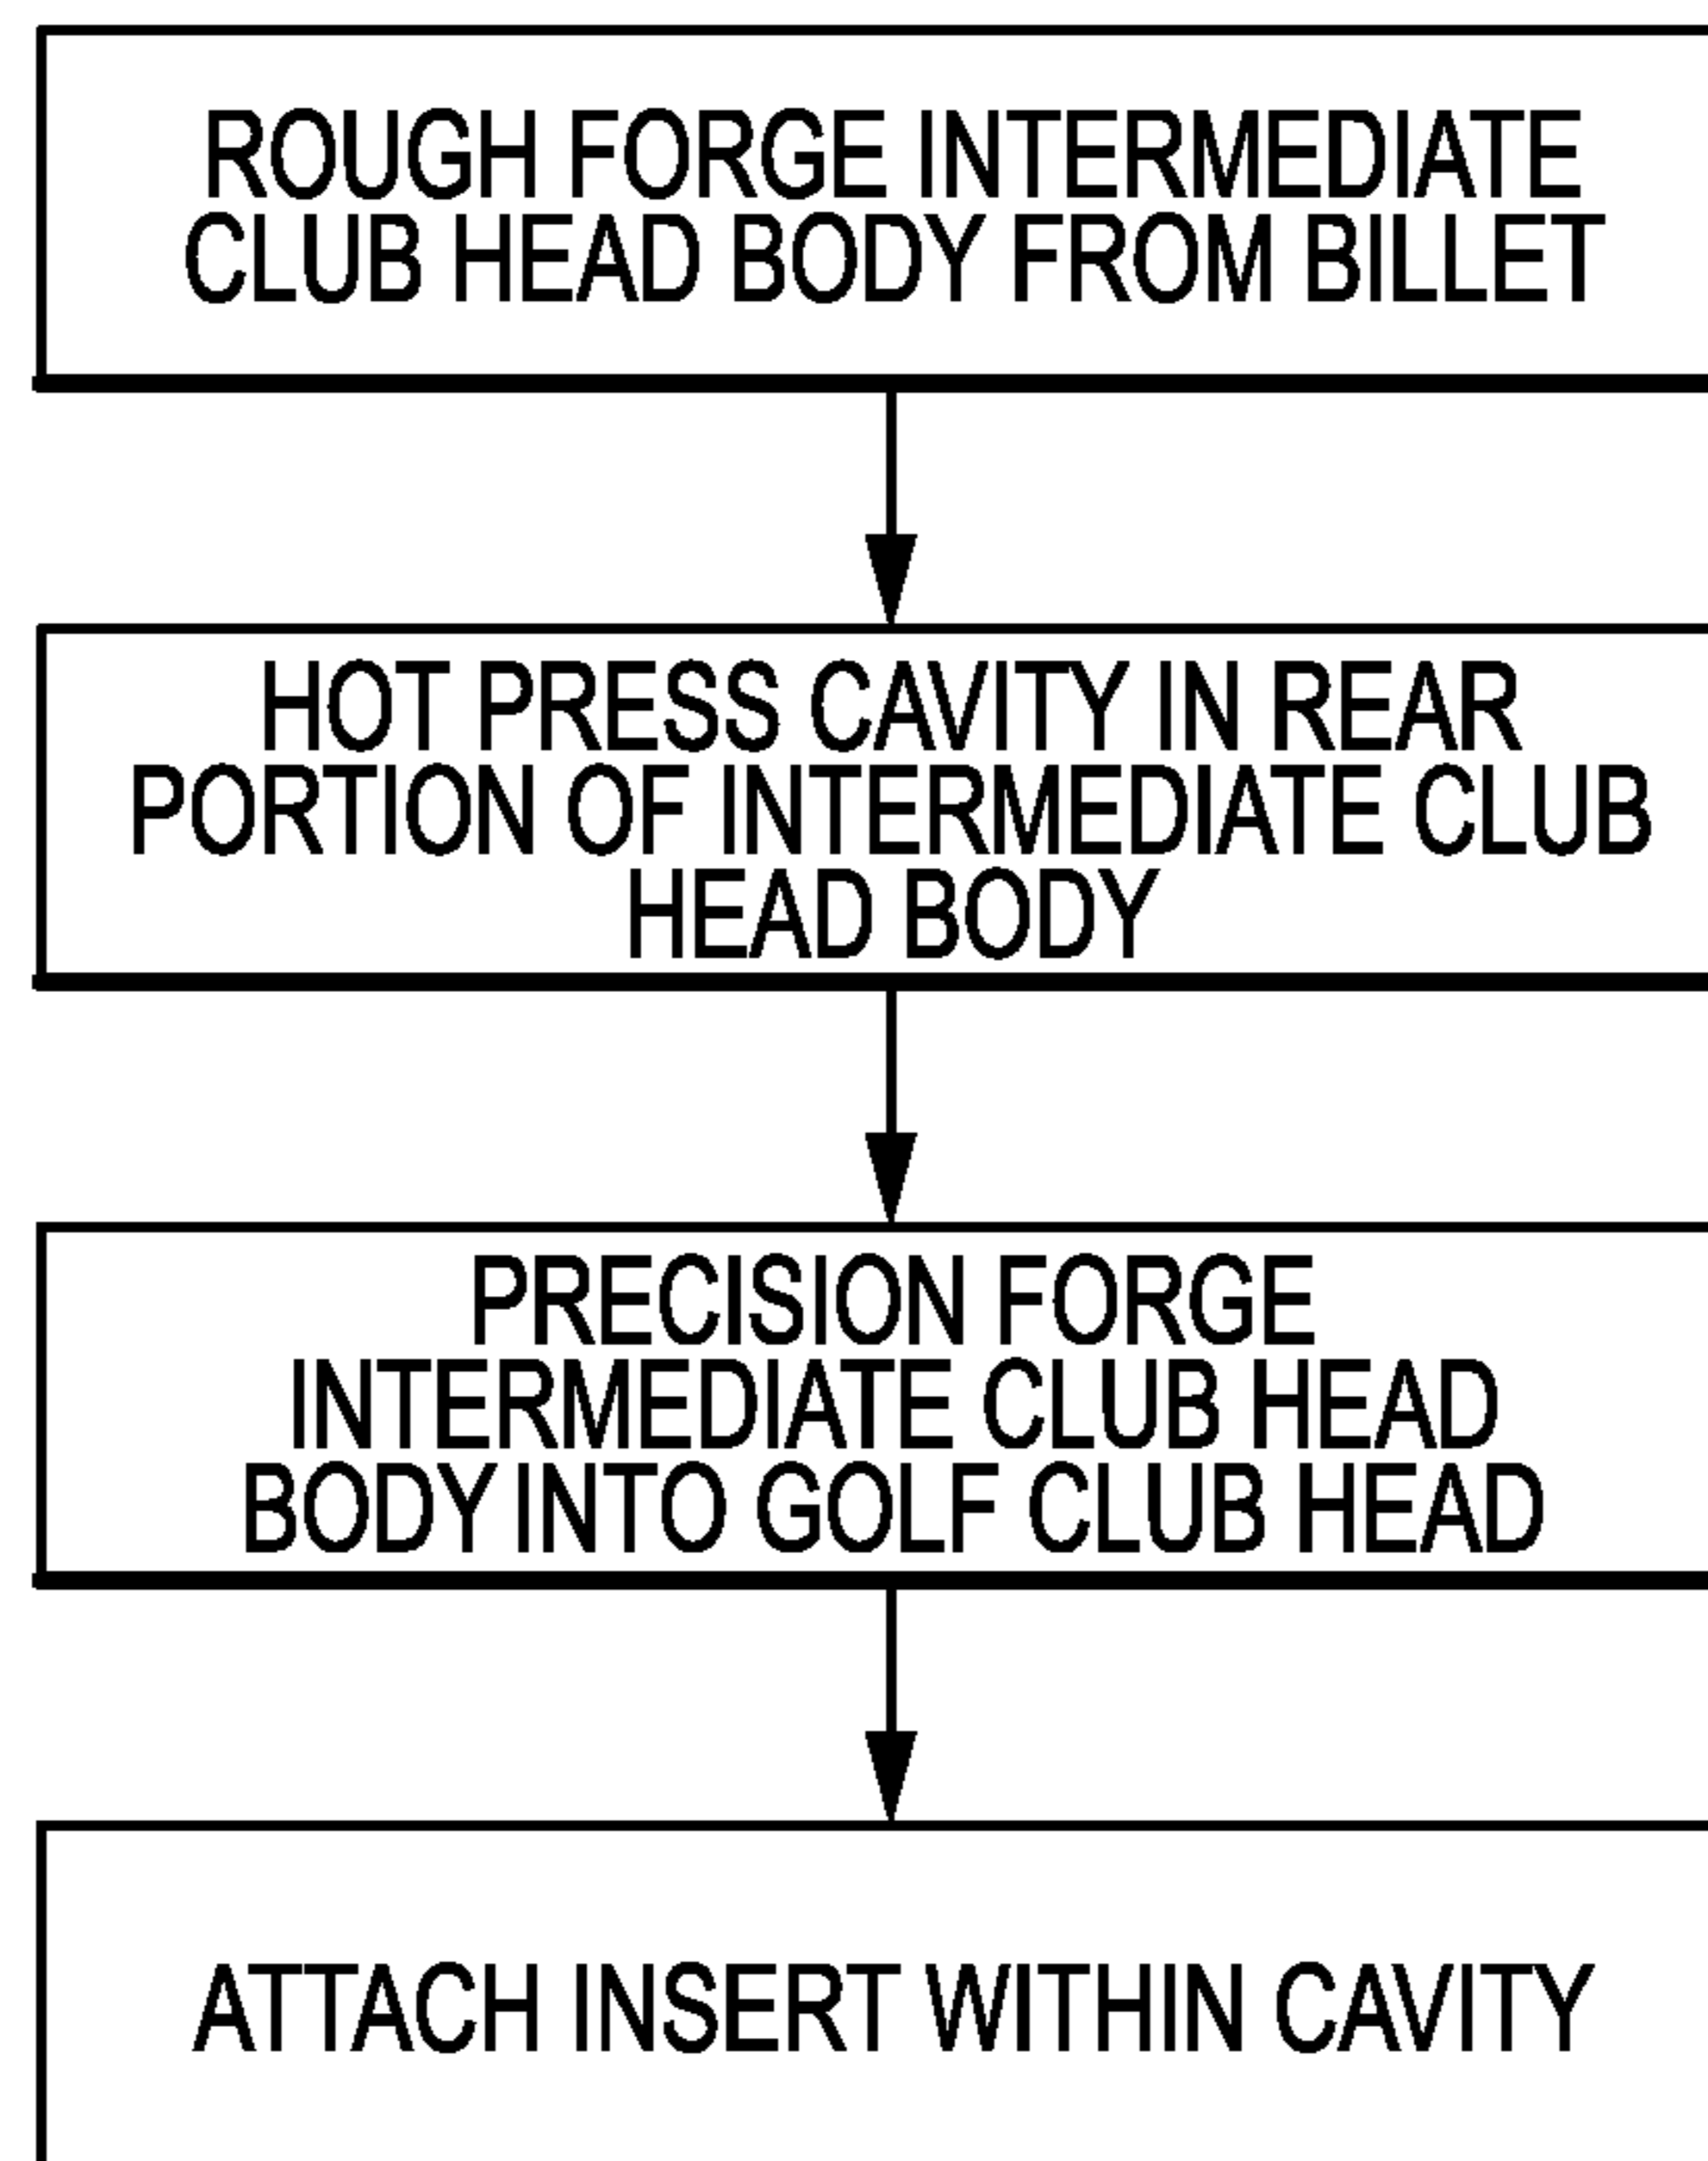 ROUGH FORGE INTERMEDIATE
CLUB HEAD BODY FROM BILLET
HOT PRESS CAVITY IN REAR
PORTION OF INTERMEDIATE CLUB
HEAD BODY
PRECISION FORGE
INTERMEDIATE CLUB HEAD
BODY INTO GOLF CLUB HEAD
ATTACH INSERT WITHIN CAVITY